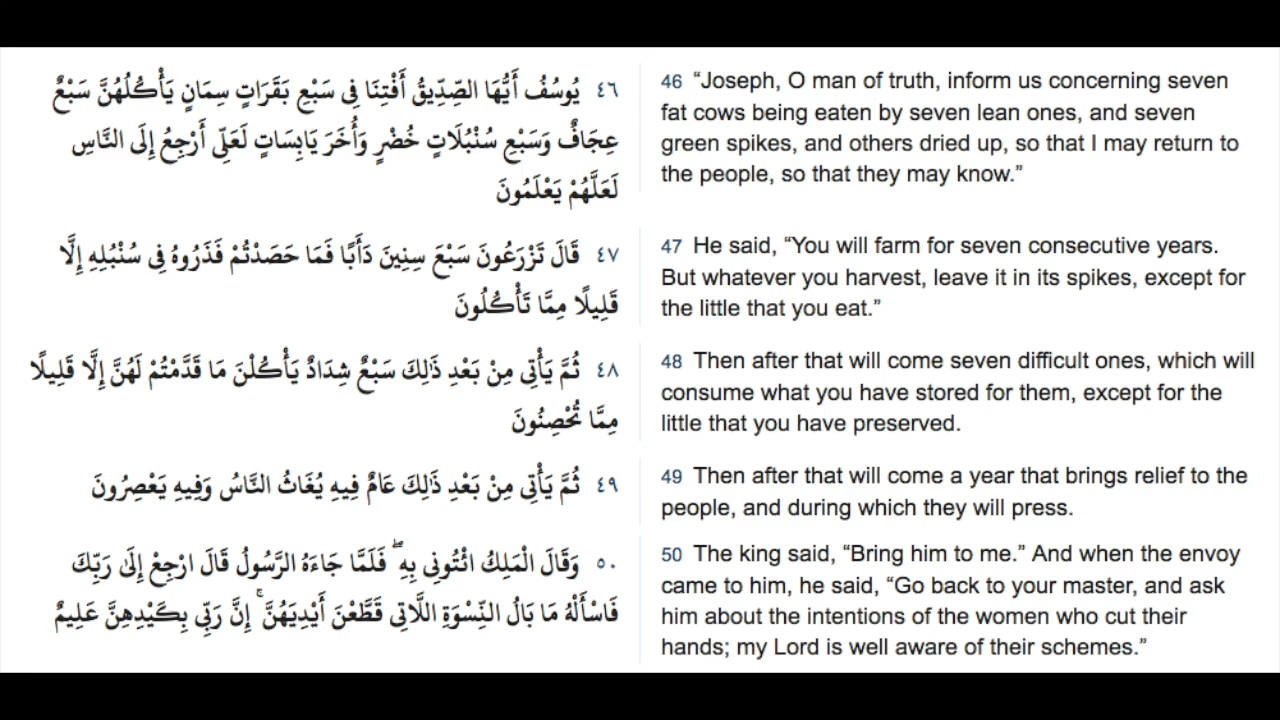 ٤٦ يُوسُفُ أَيُّهَا الصِّدِّيقُ أَفْتِنَا فِي سَبْعِ بَقَرَاتٍ سِمَانٍ يَأْكُلُهُنَّ سَبْعٌ
عِجَافٌ وَسَبْعِ سُنْبُلَاتٍ خُضْرٍ وَأُخَرَ يَابِسَاتٍ لَعَلِّي أَرْجِعُ إِلَى النَّاسِ
لَعَلَّهُمْ يَعْلَمُونَ
46 “Joseph, O man of truth, inform us concerning seven
fat cows being eaten by seven lean ones, and seven
green spikes, and others dried up, so that I may return to
the people, so that they may know.”
٤٧ قَالَ تَزْرَعُونَ سَبْعَ سِنِينَ دَأَبًا فَمَا حَصَدْتُمْ فَذَرُوهُ فِي سُنْبُلِهِ إِلَّا
قَلِيلًا مِمَّا تَأْكُلُونَ
47 He said, “You will farm for seven consecutive years.
But whatever you harvest, leave it in its spikes, except for
the little that you eat.”
٤٨ ثُمَّ يَأْتِي مِنْ بَعْدِ ذَٰلِكَ سَبْعٌ شِدَادٌ يَأْكُلْنَ مَا قَدَّمْتُمْ لَهُنَّ إِلَّا قَلِيلًا
مِمَّا تُحْصِنُونَ
48 Then after that will come seven difficult ones, which will
consume what you have stored for them, except for the
little that you have preserved.
٤٩ ثُمَّ يَأْتِي مِنْ بَعْدِ ذَٰلِكَ عَامٌ فِيهِ يُغَاثُ النَّاسُ وَفِيهِ يَعْصِرُونَ
49 Then after that will come a year that brings relief to the
people, and during which they will press.
٥٠ وَقَالَ الْمَلِكُ ائْتُونِي بِهِ ۖ فَلَمَّا جَاءَهُ الرَّسُولُ قَالَ ارْجِعْ إِلَىٰ رَبِّكَ
فَاسْأَلْهُ مَا بَالُ النِّسْوَةِ اللَّاتِي قَطَّعْنَ أَيْدِيَهُنَّ ۚ إِنَّ رَبِّي بِكَيْدِهِنَّ عَلِيمٌ
50 The king said, “Bring him to me.” And when the envoy
came to him, he said, “Go back to your master, and ask
him about the intentions of the women who cut their
hands; my Lord is well aware of their schemes.”